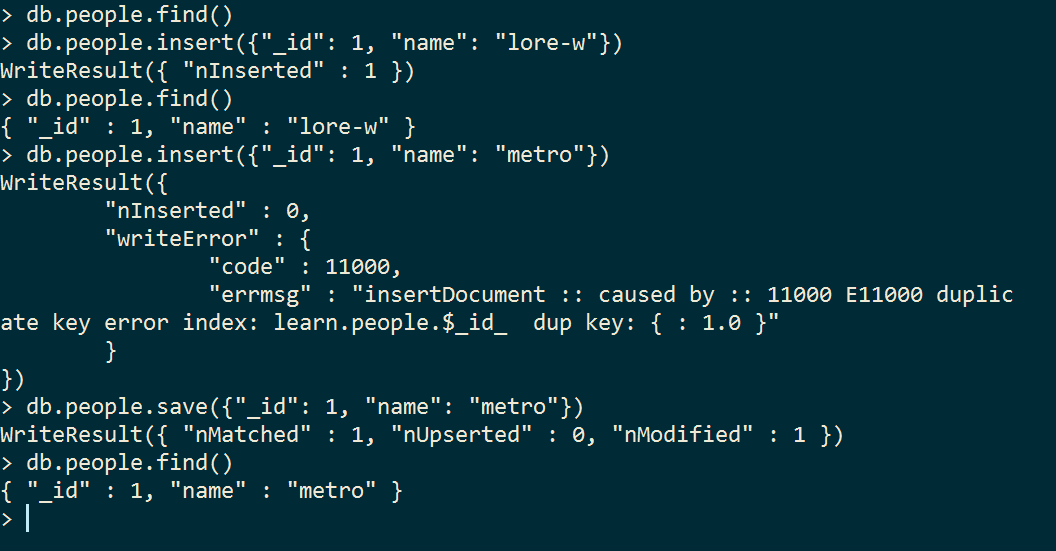 > db.people.find()
> db.people.insert({"_id": 1, "name": "lore-w"})
WriteResult({ "nInserted" : 1 })
> db.people.find()
{ "_id" : 1, "name" : "lore-w" }
> db.people.insert({"_id": 1, "name": "metro"})
WriteResult({
        "nInserted" : 0,
        "writeError" : {
                "code" : 11000,
                "errmsg" : "insertDocument :: caused by :: 11000 E11000 duplic
ate key error index: learn.people.$_id_  dup key: { : 1.0 }"
        }
})
> db.people.save({"_id": 1, "name": "metro"})
WriteResult({ "nMatched" : 1, "nUpserted" : 0, "nModified" : 1 })
> db.people.find()
{ "_id" : 1, "name" : "metro" }
>